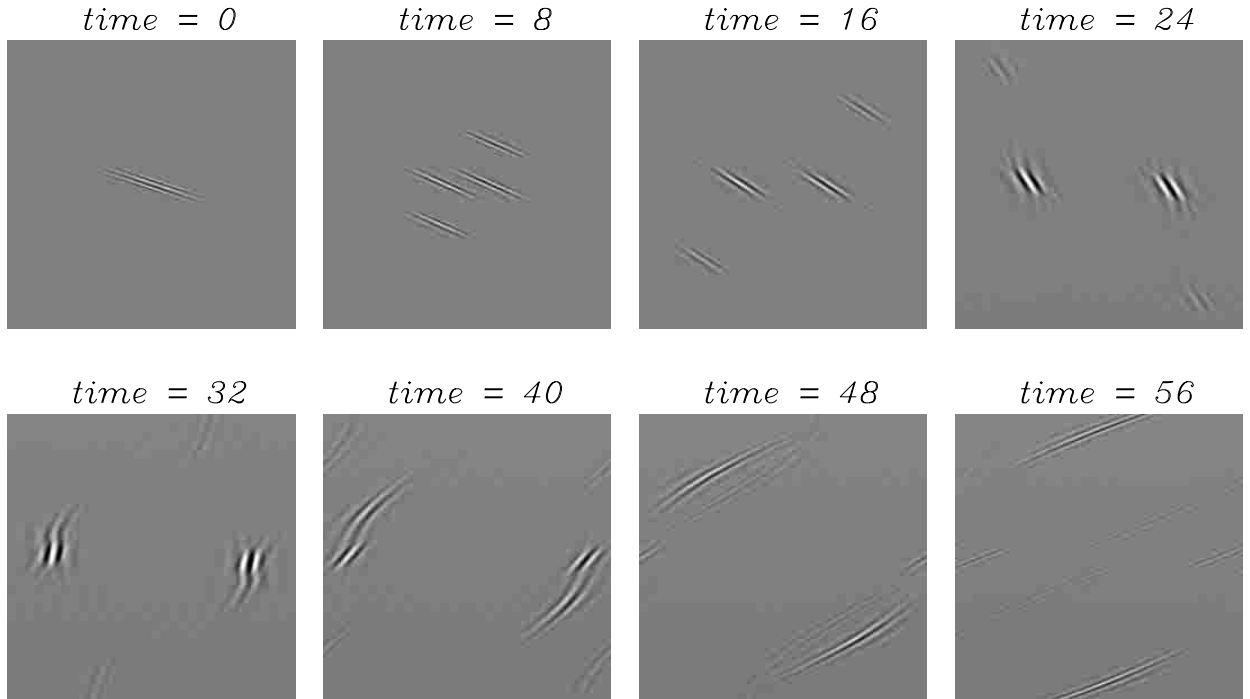 time = 0
time = 8
time = 16
time = 24
time = 32
time = 40
time = 48
time = 56